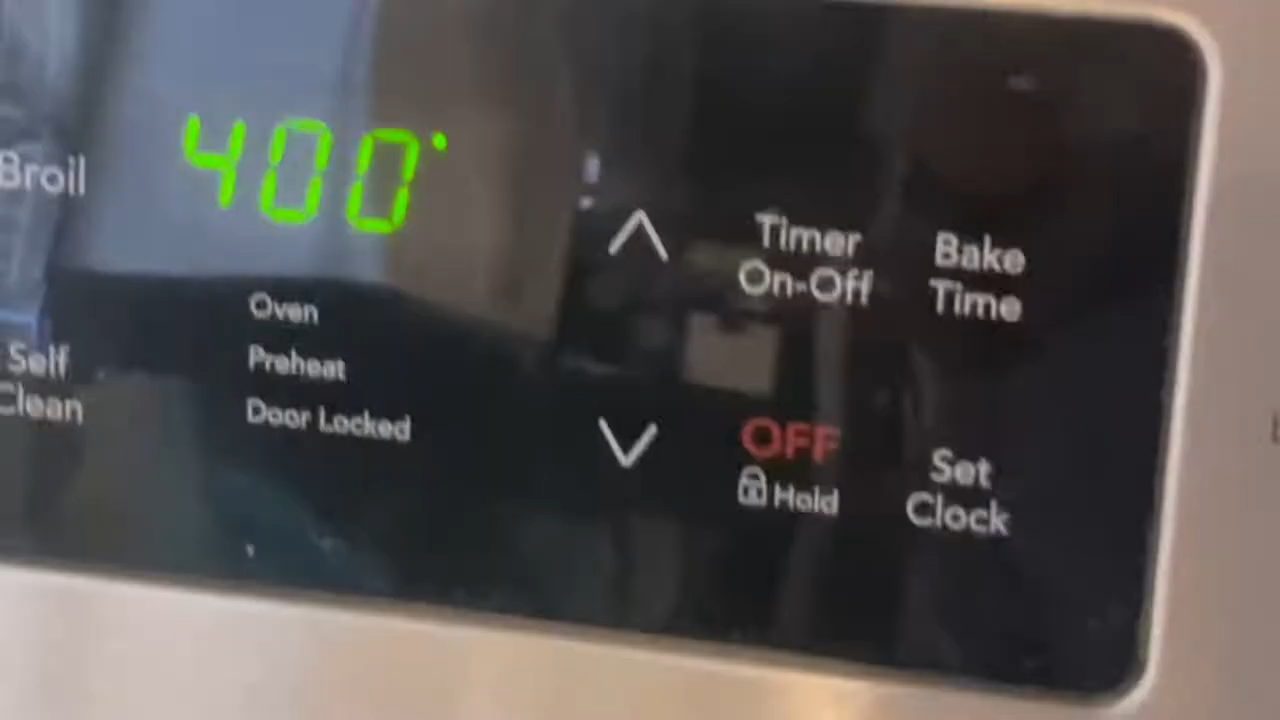 400°
Broil
Timer
On-Off
Bake
Time
Oven
Preheat
Door Locked
Self
Clean
OFF
Hold
Set
Clock